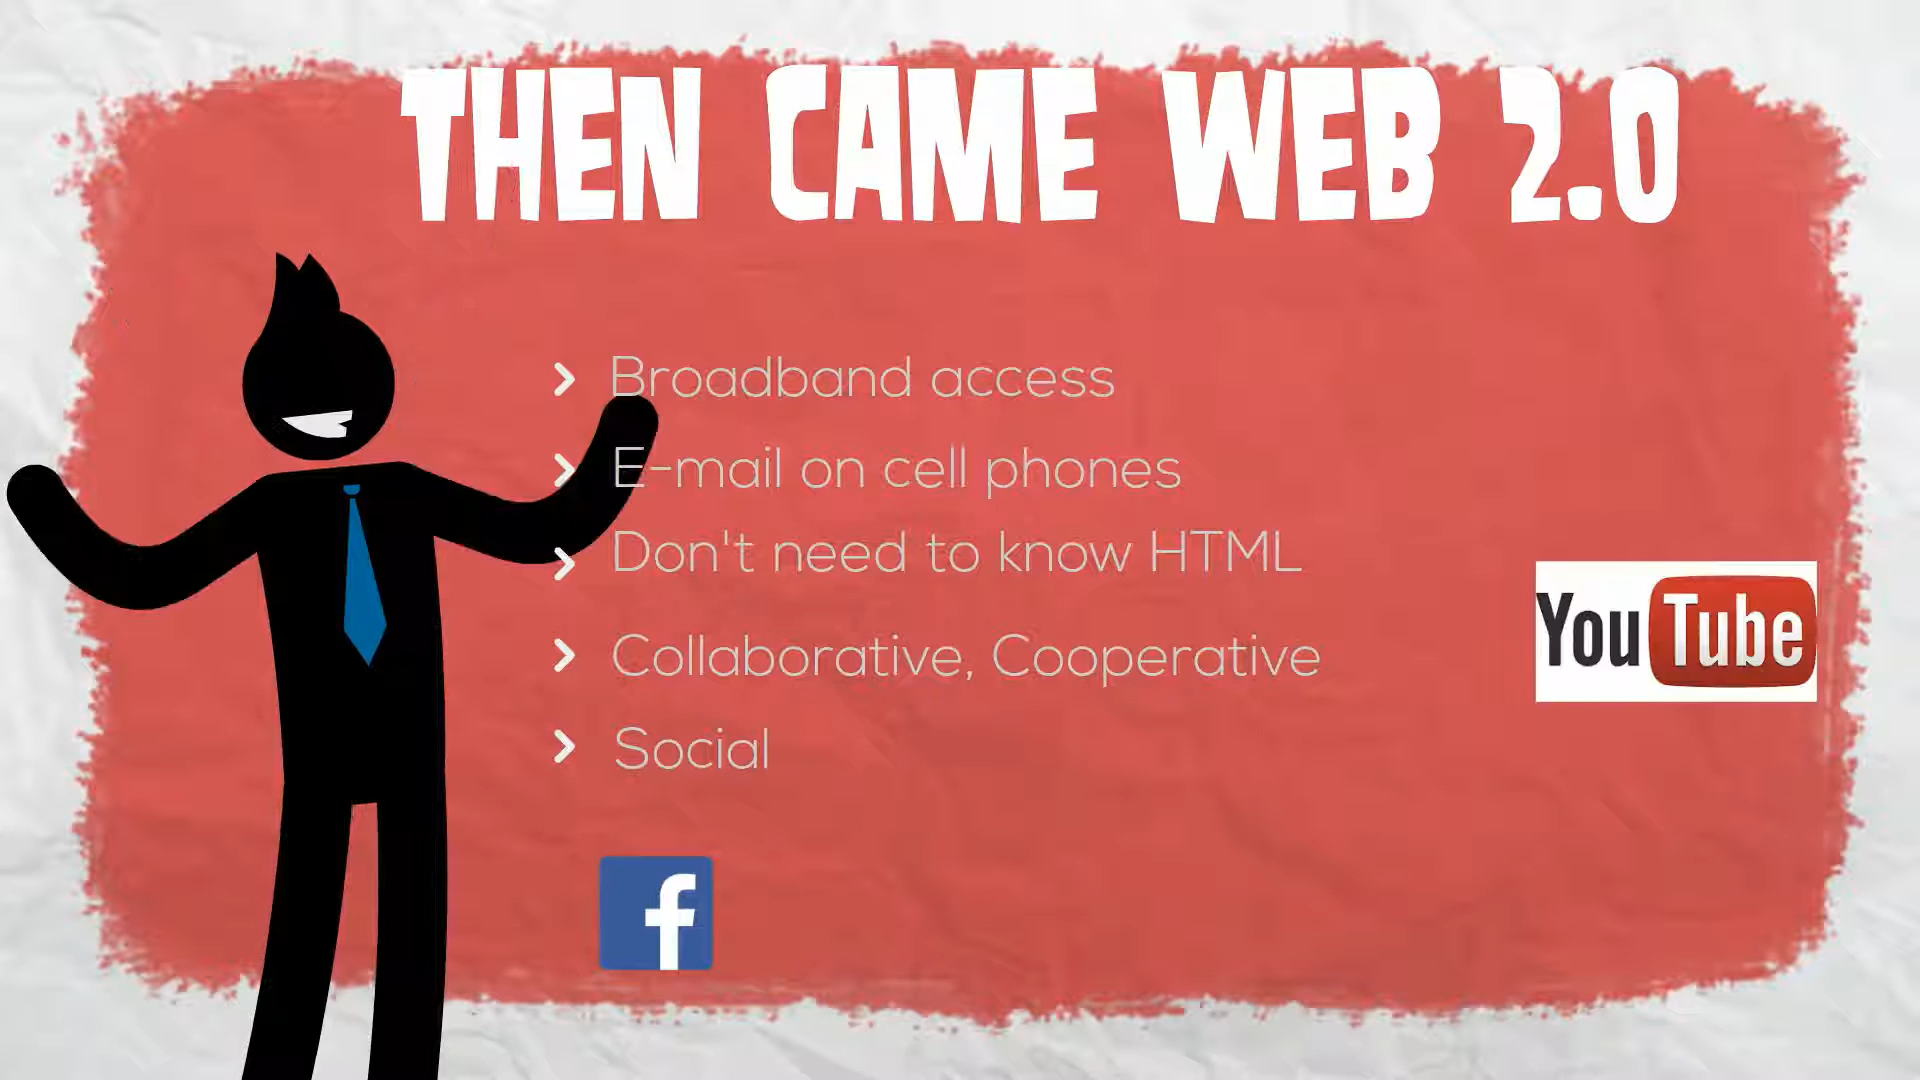 THEN CAME WEB 2.0
Broadband access
E-mail on cell phones
Don't need to know HTML
Collaborative, Cooperative
Social
YouTube
f